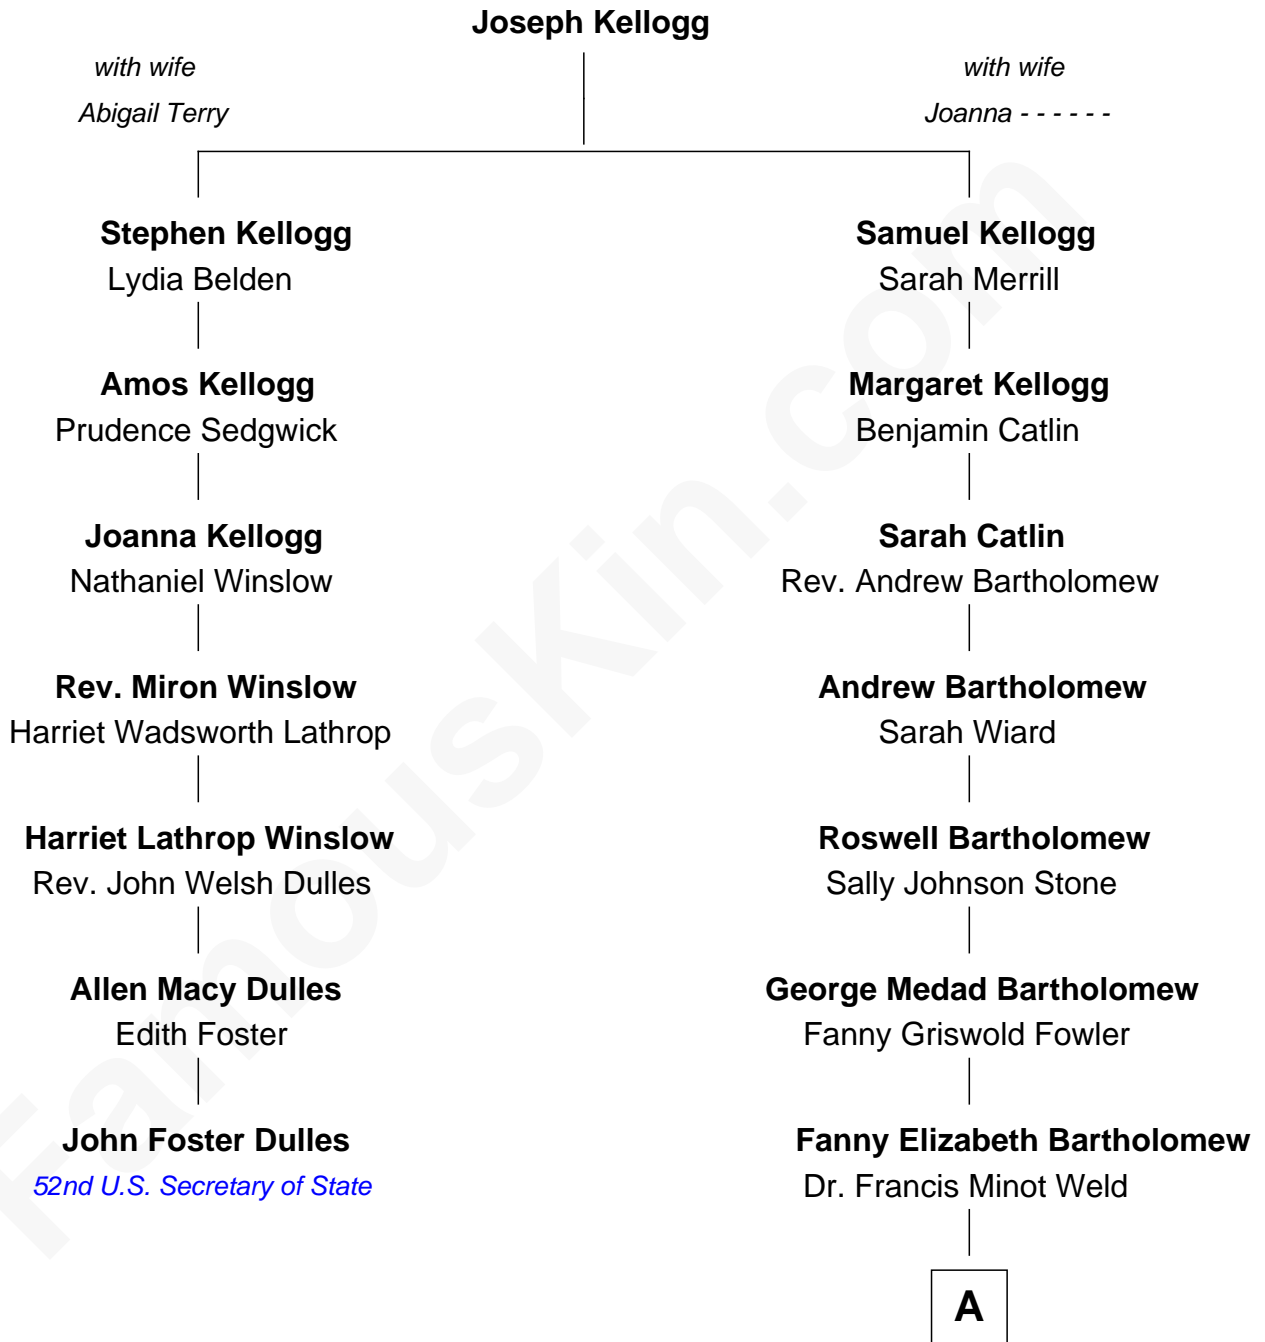 Joseph Kellogg
with wife
Abigail Terry
with wife
Joanna - - - - - -
Stephen Kellogg
Lydia Belden
Samuel Kellogg
Sarah Merrill
Amos Kellogg
Prudence Sedgwick
Margaret Kellogg
Benjamin Catlin
Joanna Kellogg
Nathaniel Winslow
Sarah Catlin
Rev. Andrew Bartholomew
Rev. Miron Winslow
Harriet Wadsworth Lathrop
Andrew Bartholomew
Sarah Wiard
Harriet Lathrop Winslow
Rev. John Welsh Dulles
Roswell Bartholomew
Sally Johnson Stone
Allen Macy Dulles
Edith Foster
George Medad Bartholomew
Fanny Griswold Fowler
John Foster Dulles
52nd U.S. Secretary of State
Fanny Elizabeth Bartholomew
Dr. Francis Minot Weld
A
FamousKin.com